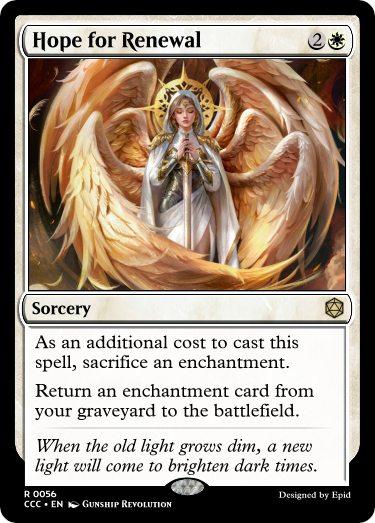 Hope for Renewal 2
Sorcery
As an additional cost to cast this
spell, sacrifice an enchantment.
Return an enchantment card from
your graveyard to the battlefield.
When the old light grows dim, a new
light will come to brighten dark times.
R 0056
CCC • EN Gunship Revolution
Designed by Epid